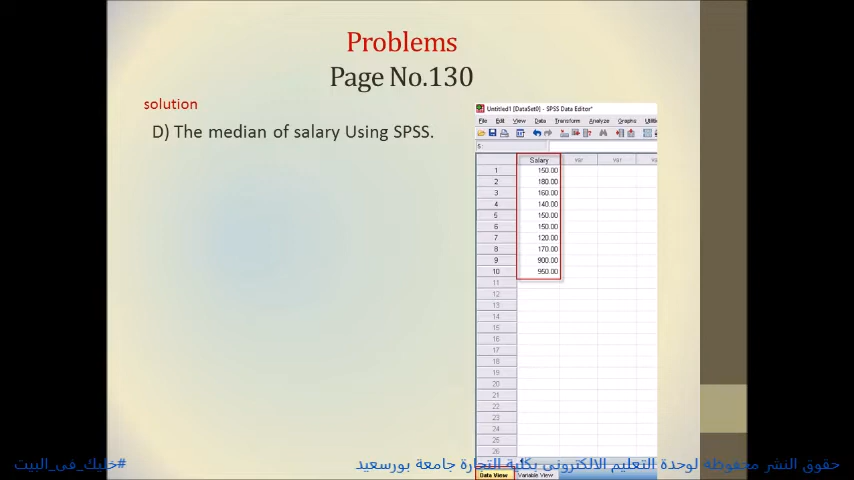 Problems
Page No.130
solution
D) The median of salary Using SPSS.
Untitled1 [DataSet0] - SPSS Data Editor*
File Edit View Data Transform Analyze Graphs
5
Salary var var
1 150.00
2 180.00
3 160.00
4 140.00
5 150.00
6 150.00
7 120.00
8 170.00
9 900.00
10 950.00
11
12
13
14
15
16
17
18
19
20
21
22
23
24
25
26
Data View Variable View
حقوق النشر محفوظه لوحدة التعليم الالكترونى بكلية التجارة جامعة بورسعيد
#خليك_فى_البيت